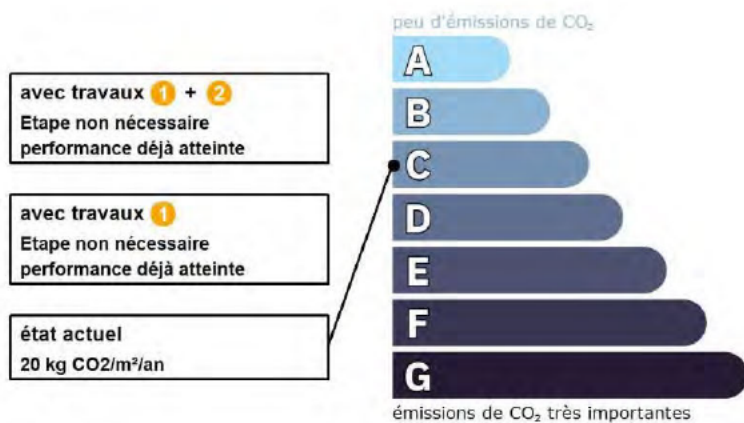 peu d'émissions de CO₂
A
B
C
D
E
F
G
émissions de CO₂ très importantes
avec travaux 1 + 2
Etape non nécessaire
performance déjà atteinte
avec travaux 1
Etape non nécessaire
performance déjà atteinte
état actuel
20 kg CO2/m²/an